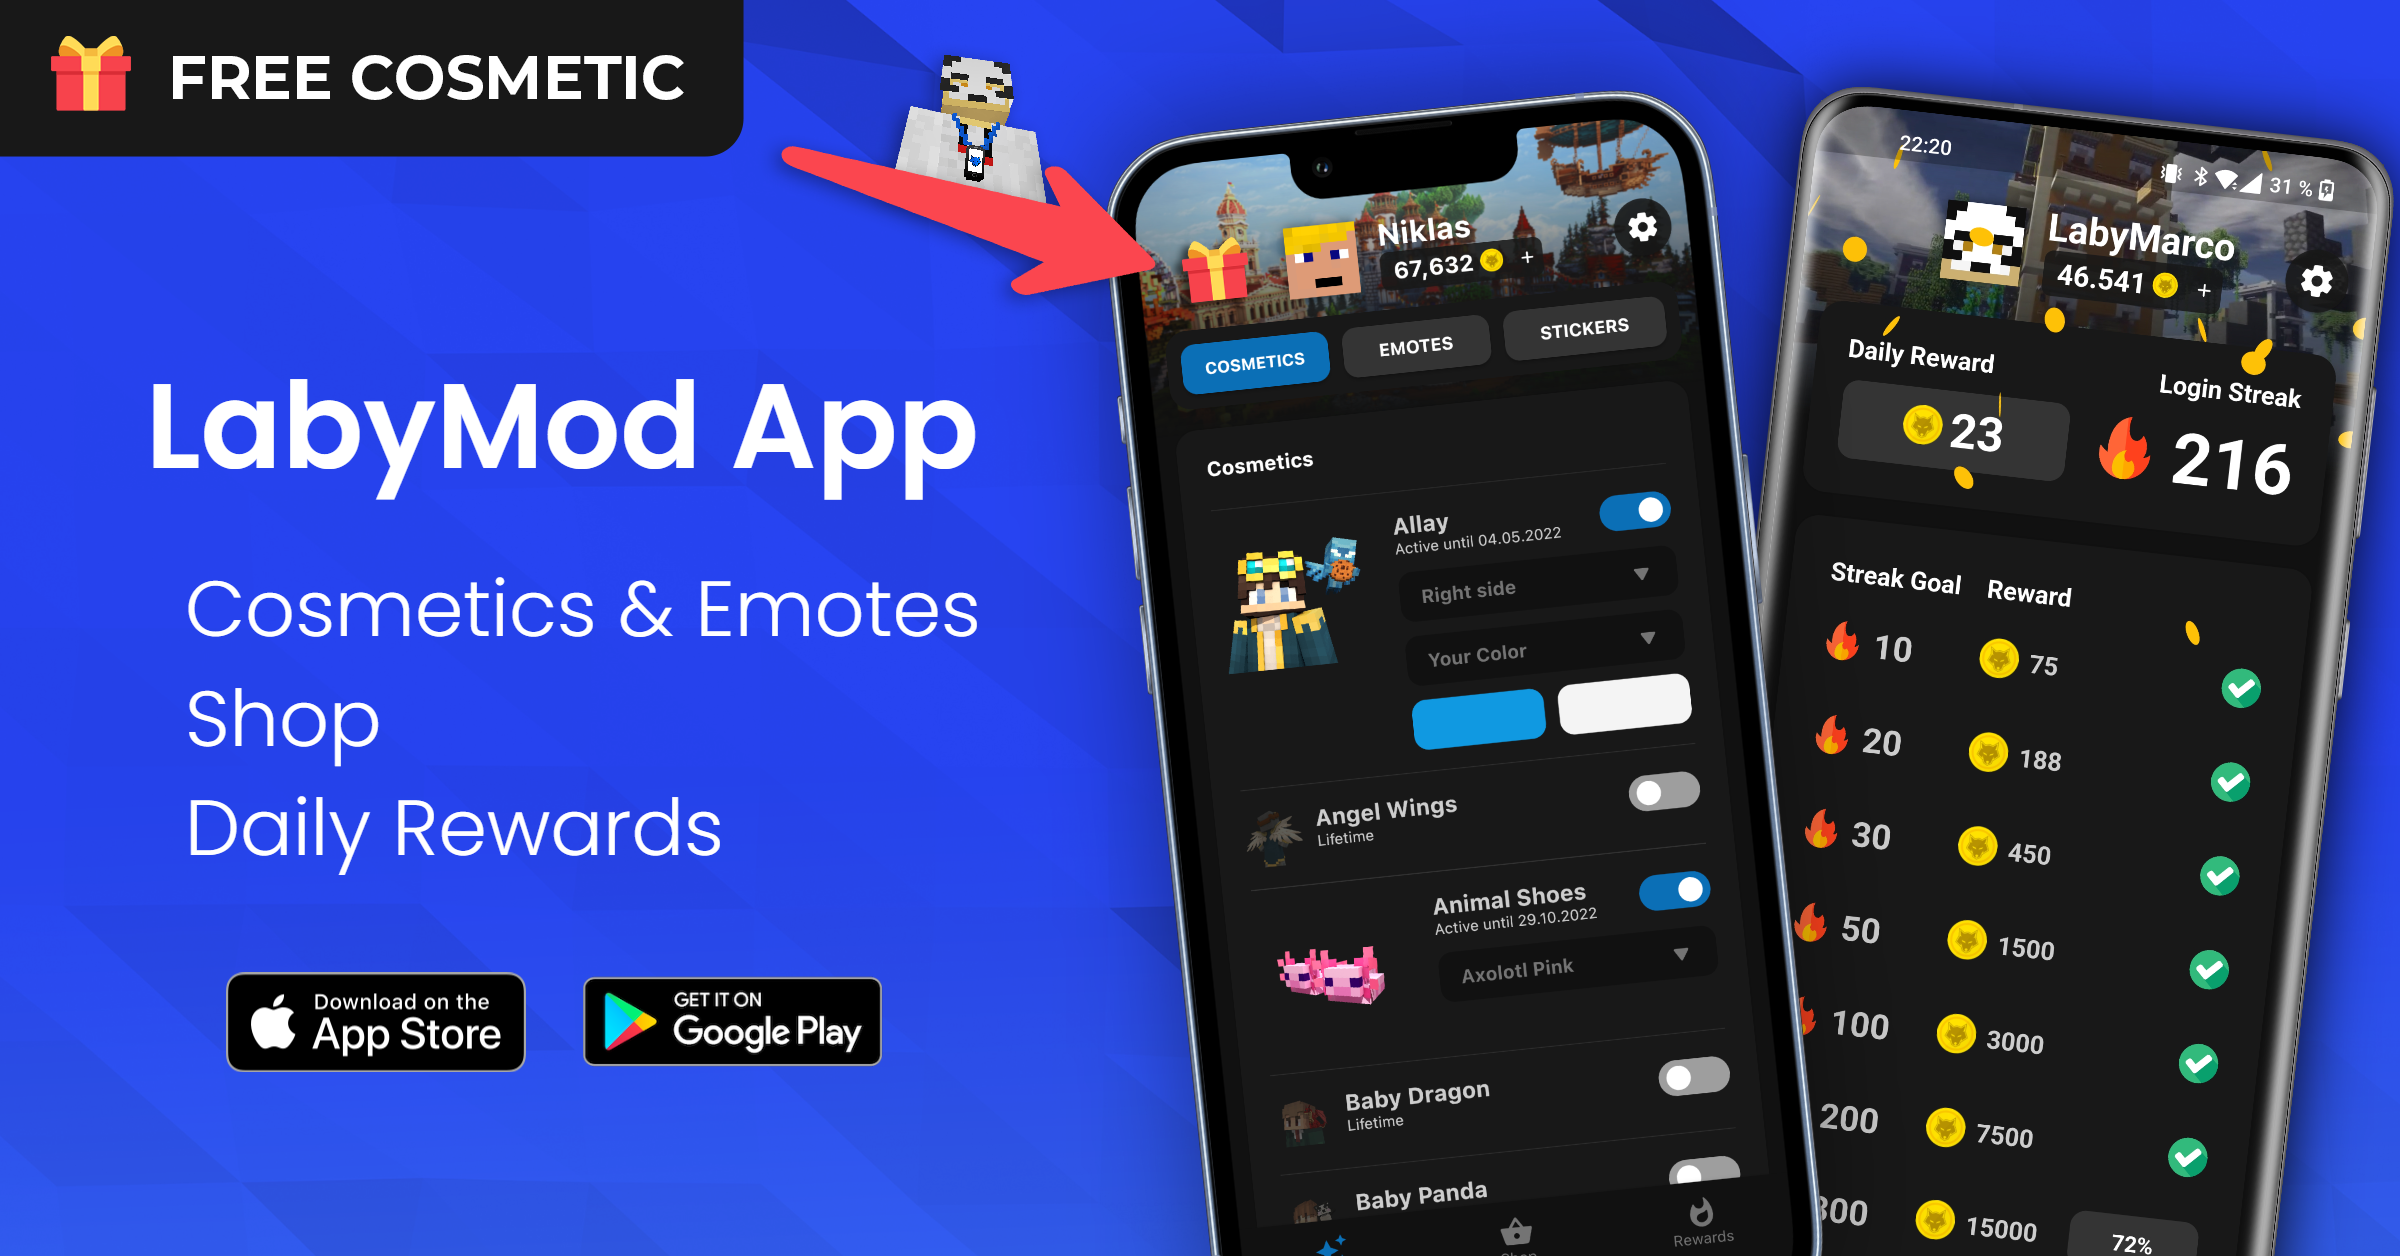 FREE COSMETIC
LabyMod App
Cosmetics & Emotes
Shop
Daily Rewards
Download on the
App Store
GET IT ON
Google Play
Niklas
67,632 +
COSMETICS
EMOTES
STICKERS
Cosmetics
Allay
Active until 04.05.2022
Right side
Your Color
Angel Wings
Lifetime
Animal Shoes
Active until 29.10.2022
Axolotl Pink
Baby Dragon
Lifetime
Baby Panda
Shop
Rewards
22:20
31 %
LabyMarco
46.541 +
Daily Reward
Login Streak
23
216
Streak Goal Reward
10 75
20 188
30 450
50 1500
100 3000
200 7500
300 15000
72%